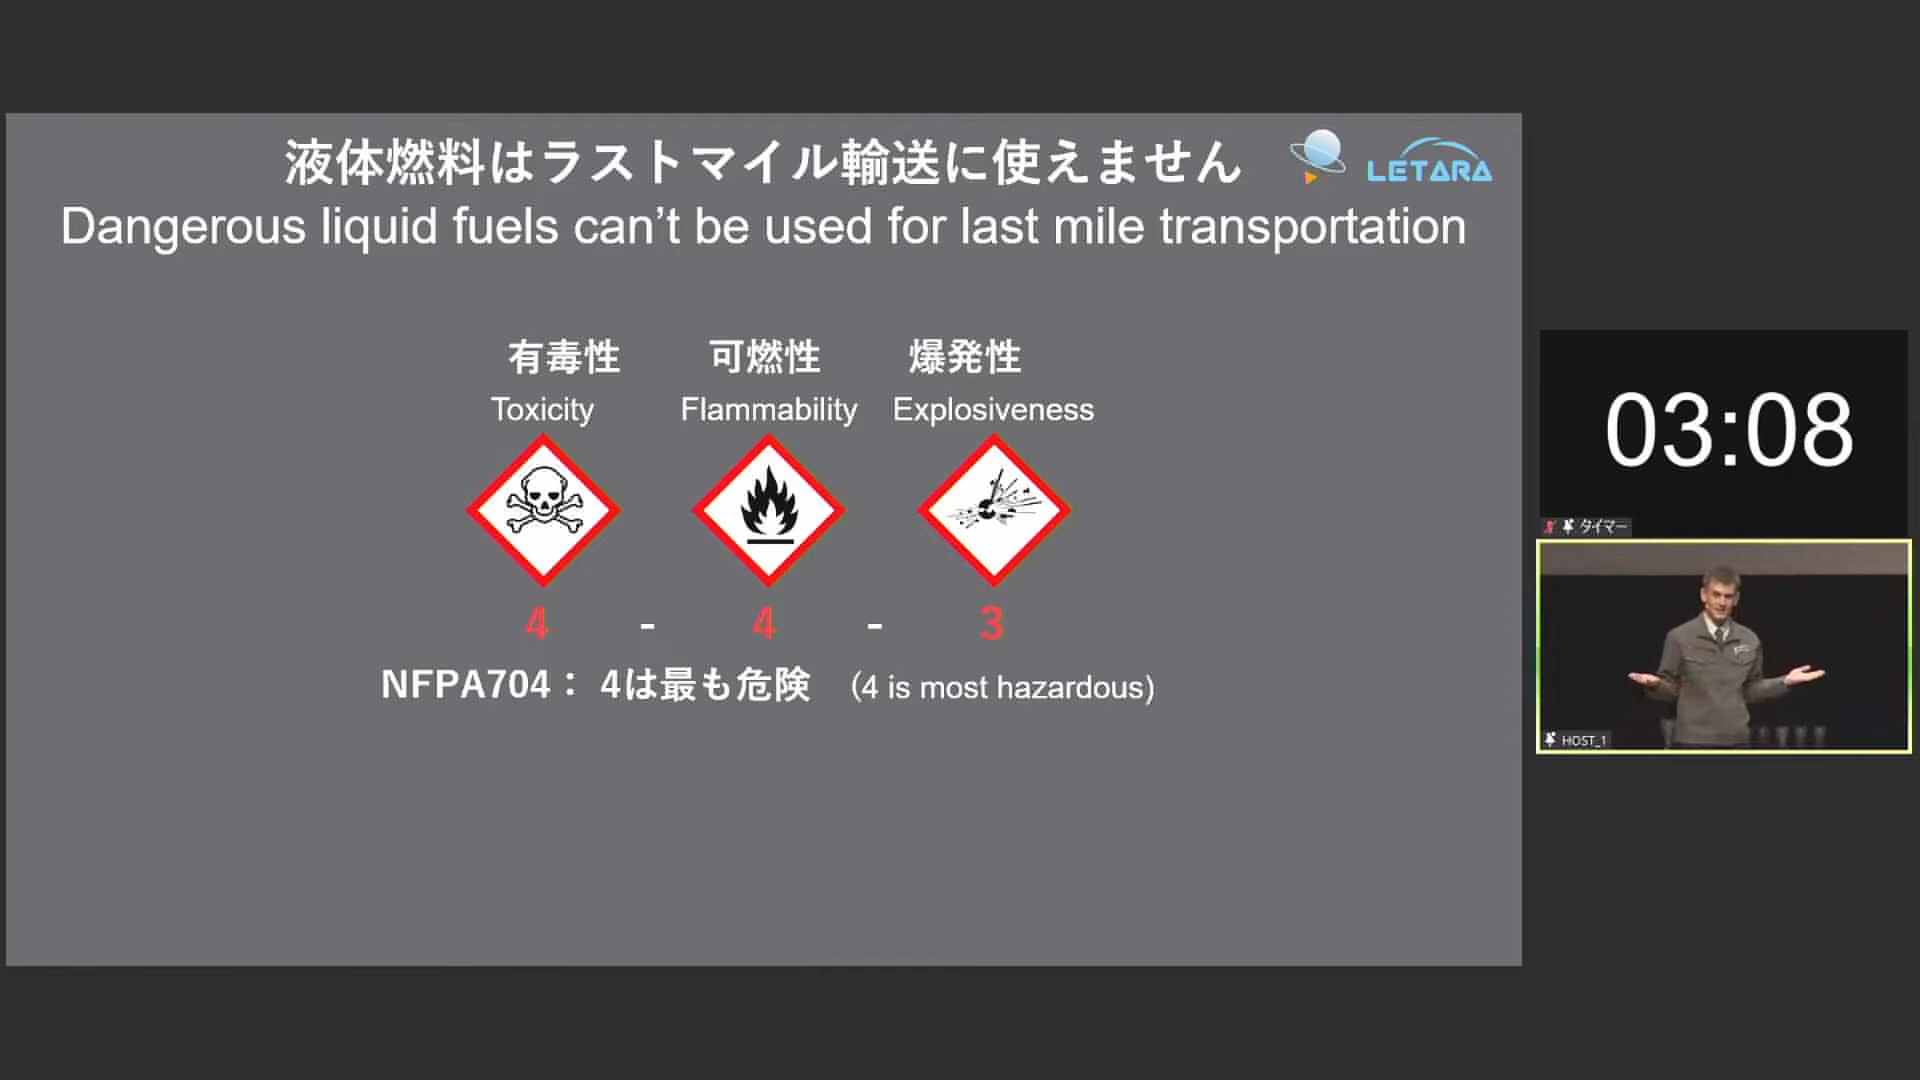 液体燃料はラストマイル輸送に使えません
LETARA
Dangerous liquid fuels can’t be used for last mile transportation
有毒性 可燃性 爆発性
Toxicity Flammability Explosiveness
4 - 4 - 3
NFPA704： 4は最も危険 (4 is most hazardous)
03:08
タイマー
HOST_1